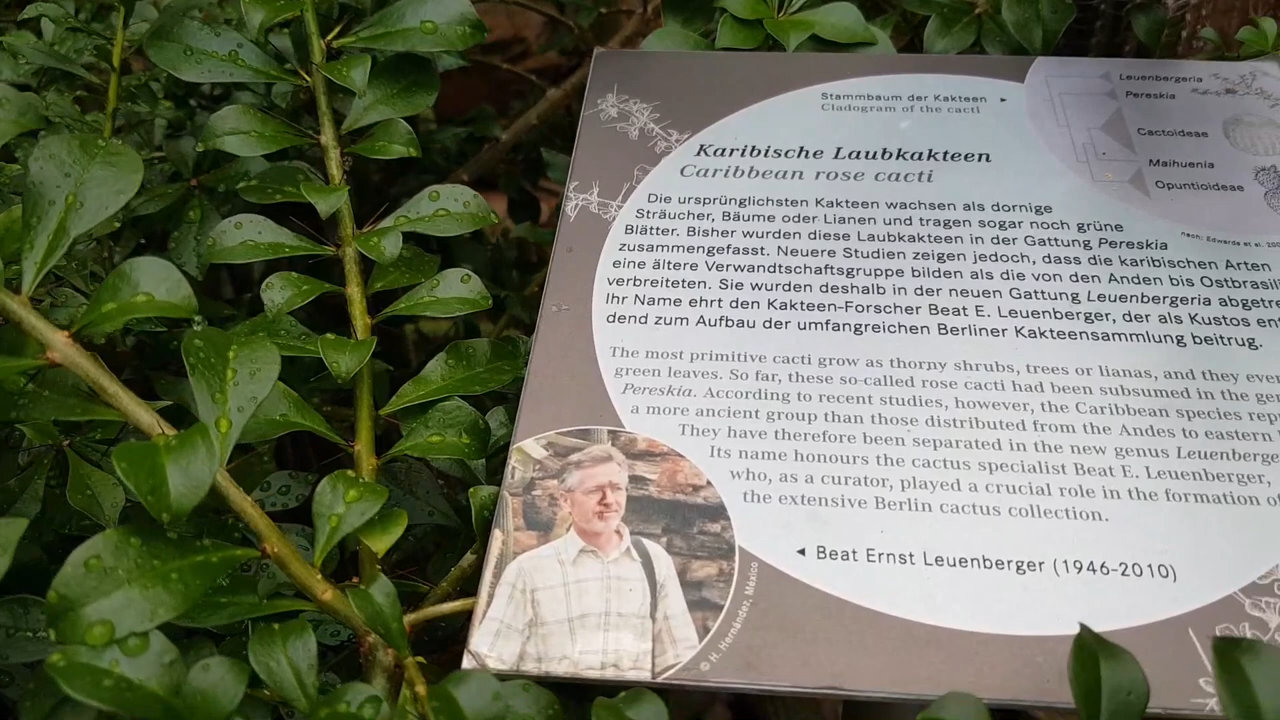 Stammbaum der Kakteen ►
Cladogram of the cacti
Leuenbergeria
Pereskia
Cactoideae
Maihuenia
Opuntioideae
nach: Edwards et al.
Karibische Laubkakteen
Caribbean rose cacti
Die ursprünglichsten Kakteen wachsen als dornige
Sträucher, Bäume oder Lianen und tragen sogar noch grüne
Blätter. Bisher wurden diese Laubkakteen in der Gattung Pereskia
zusammengefasst. Neuere Studien zeigen jedoch, dass die karibischen Arten
eine ältere Verwandtschaftsgruppe bilden als die von den Anden bis Ostbrasil
verbreiteten. Sie wurden deshalb in der neuen Gattung Leuenbergeria abgetre
Ihr Name ehrt den Kakteen-Forscher Beat E. Leuenberger, der als Kustos en
dend zum Aufbau der umfangreichen Berliner Kakteensammlung beitrug.
The most primitive cacti grow as thorny shrubs, trees or lianas, and they ever
green leaves. So far, these so-called rose cacti had been subsumed in the ge
Pereskia. According to recent studies, however, the Caribbean species rep
a more ancient group than those distributed from the Andes to eastern
They have therefore been separated in the new genus Leuenberge
Its name honours the cactus specialist Beat E. Leuenberger,
who, as a curator, played a crucial role in the formation of
the extensive Berlin cactus collection.
◄ Beat Ernst Leuenberger (1946-2010)
© H. Hernández, México